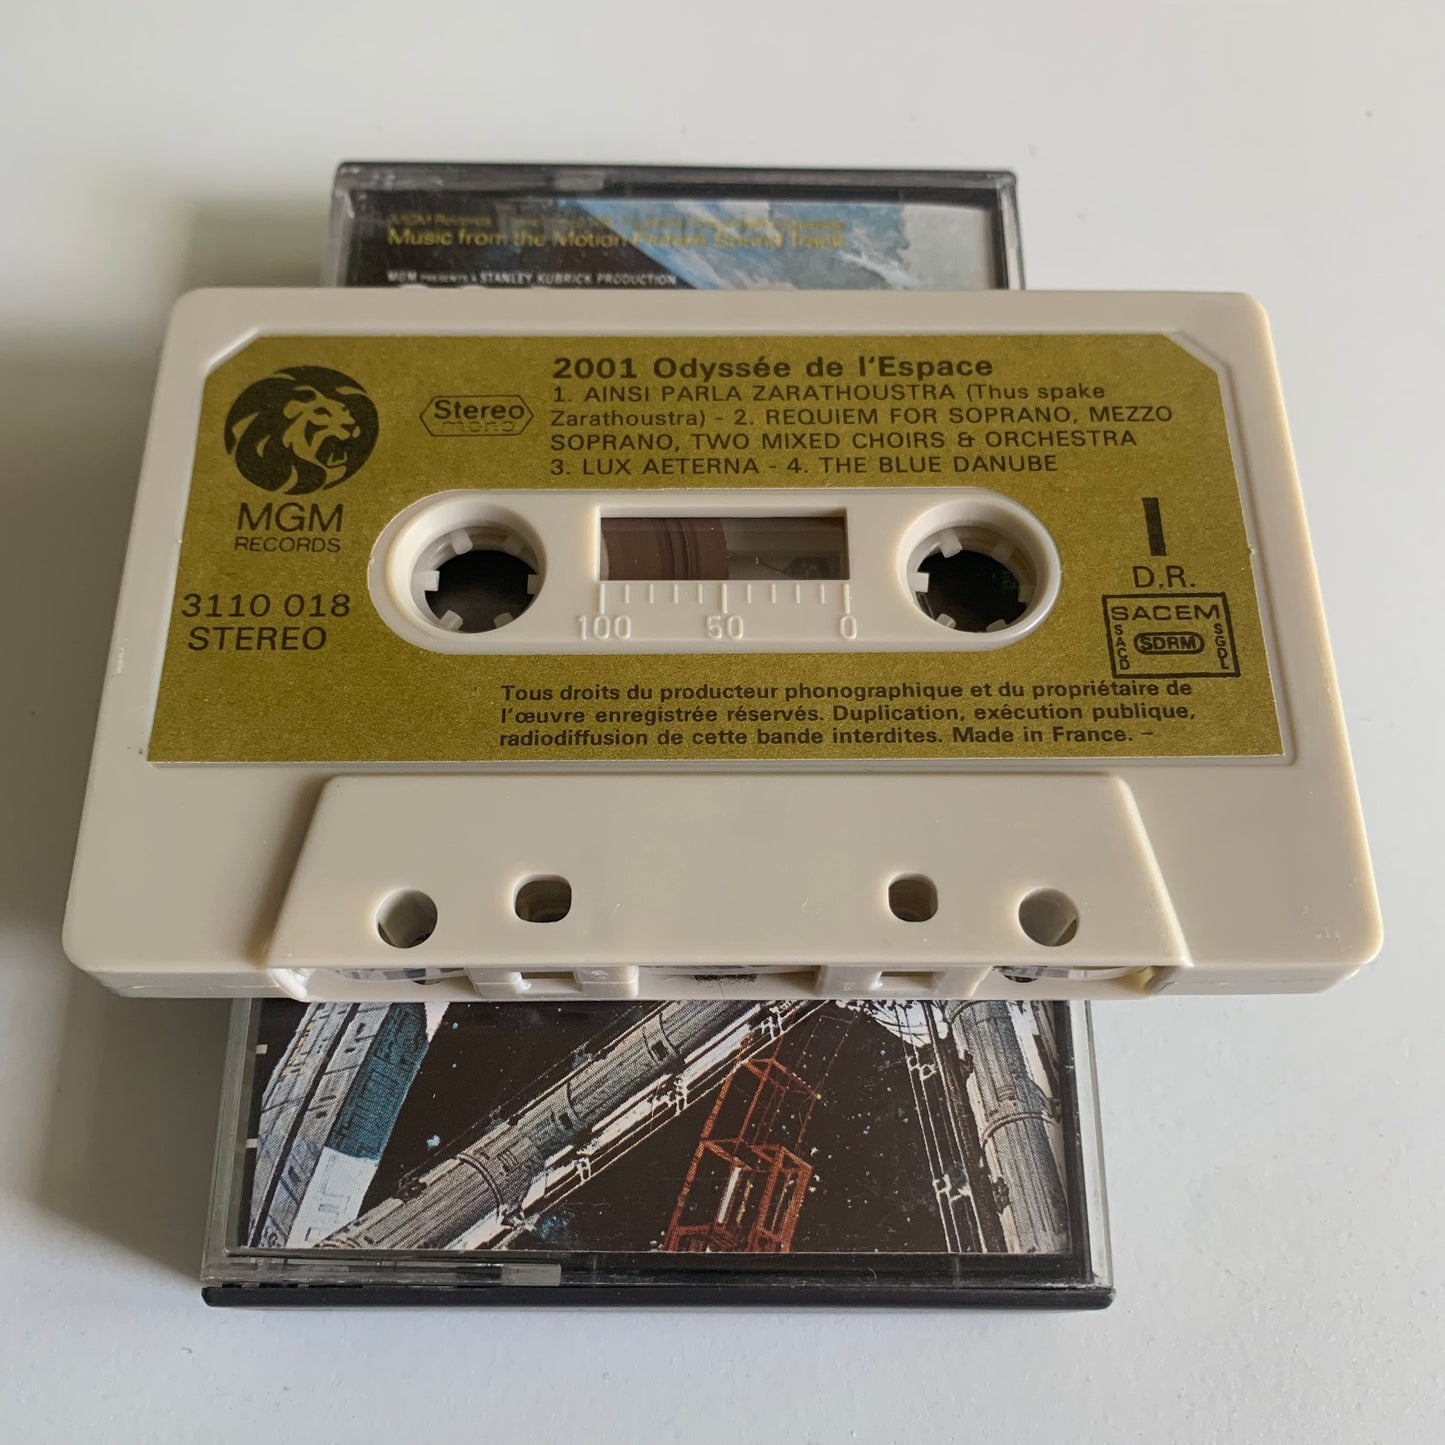 MGM Records
Music from the Motion Picture Sound Track
MGM PRESENTS A STANLEY KUBRICK PRODUCTION
2001 Odyssée de l'Espace
1. AINSI PARLA ZARATHOUSTRA (Thus spake
Zarathoustra) - 2. REQUIEM FOR SOPRANO, MEZZO
SOPRANO, TWO MIXED CHOIRS & ORCHESTRA
3. LUX AETERNA - 4. THE BLUE DANUBE
Stereo
mono
MGM
RECORDS
3110 018
STEREO
100 50 0
I
D.R.
SACEM
SACD
SDRM
SGDL
Tous droits du producteur phonographique et du propriétaire de
l'œuvre enregistrée réservés. Duplication, exécution publique,
radiodiffusion de cette bande interdites. Made in France. –